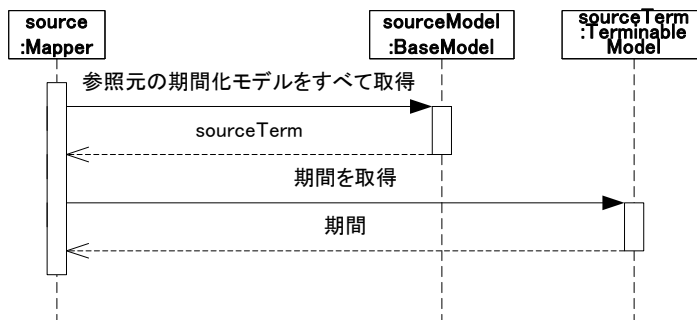 source
:Mapper
sourceModel
:BaseModel
sourceTerm
:Terminable
Model
参照元の期間化モデルをすべて取得
sourceTerm
期間を取得
期間